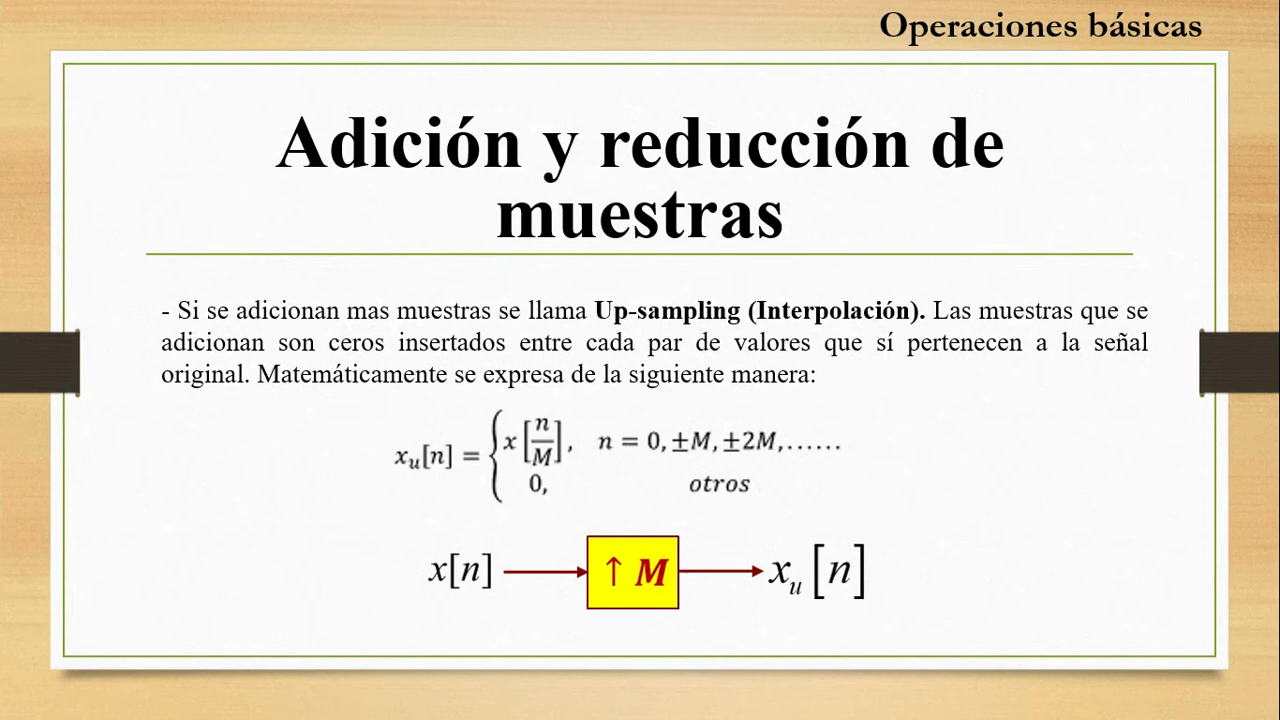 Operaciones básicas
Adición y reducción de
muestras
- Si se adicionan mas muestras se llama Up-sampling (Interpolación). Las muestras que se
adicionan son ceros insertados entre cada par de valores que sí pertenecen a la señal
original. Matemáticamente se expresa de la siguiente manera:
x_u[n] = { x[n/M], n = 0, ±M, ±2M,......
0, otros
x[n] ↑ M x_u[n]